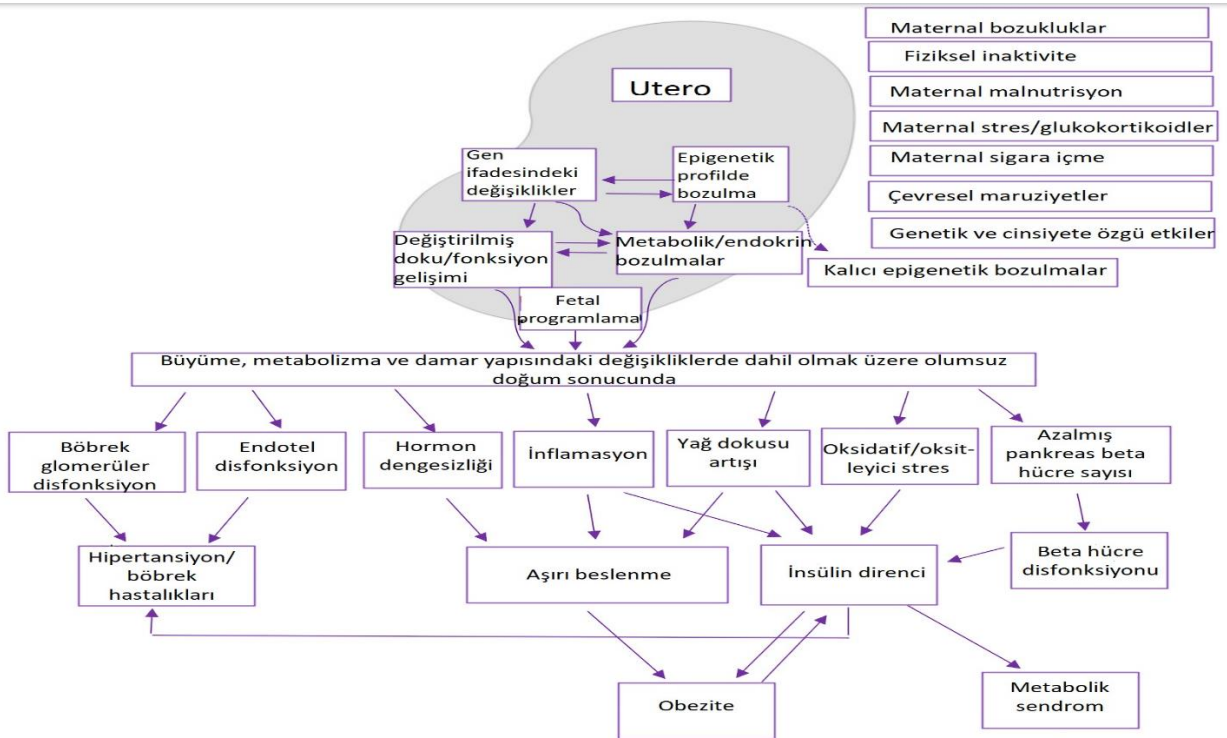 Maternal bozukluklar
Fiziksel inaktivite
Maternal malnutrisyon
Maternal stres/glukokortikoidler
Maternal sigara içme
Çevresel maruziyetler
Genetik ve cinsiyete özgü etkiler
Utero
Gen
ifadesindeki
değişiklikler
Epigenetik
profilde
bozulma
Değiştirilmiş
doku/fonksiyon
gelişimi
Metabolik/endokrin
bozulmalar
Kalıcı epigenetik bozulmalar
Fetal
programlama
Büyüme, metabolizma ve damar yapısındaki değişikliklerde dahil olmak üzere olumsuz
doğum sonucunda
Böbrek
glomerüler
disfonksiyon
Endotel
disfonksiyon
Hormon
dengesizliği
İnflamasyon
Yağ dokusu
artışı
Oksidatif/oksit-
leyici stres
Azalmış
pankreas beta
hücre sayısı
Hipertansiyon/
böbrek
hastalıkları
Aşırı beslenme
İnsülin direnci
Beta hücre
disfonksiyonu
Obezite
Metabolik
sendrom